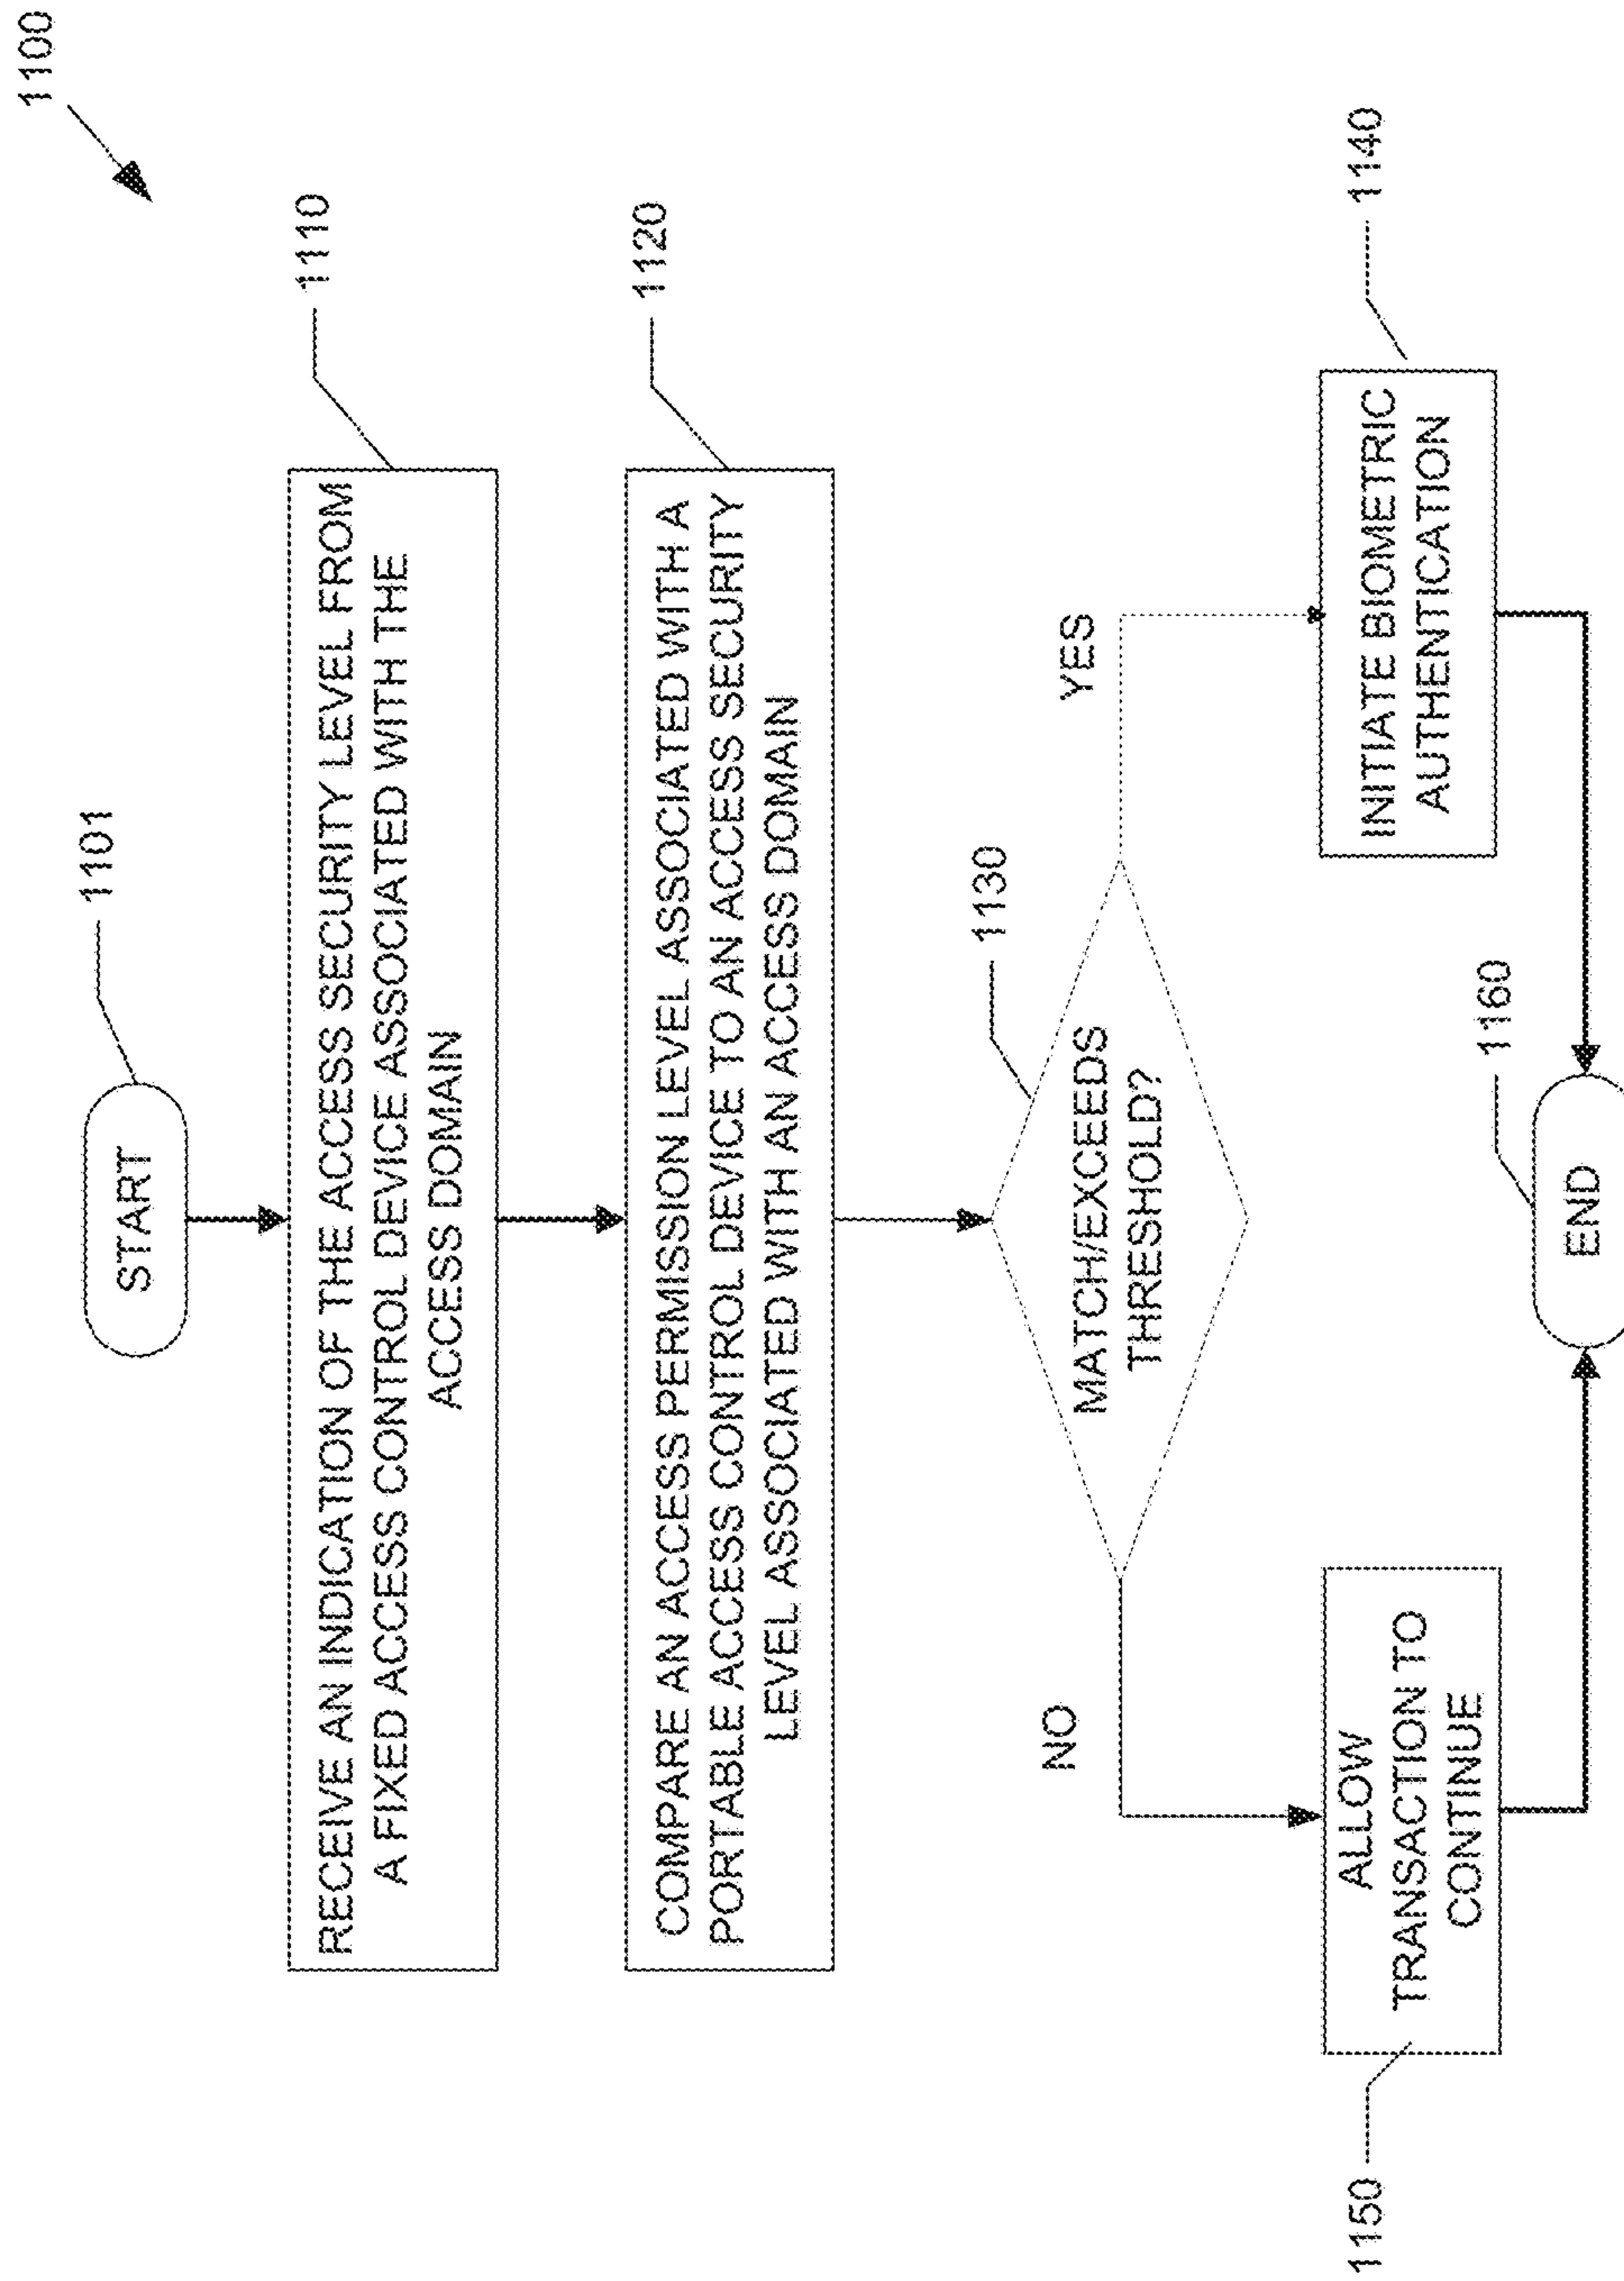 1100
1101
START
1110
RECEIVE AN INDICATION OF THE ACCESS SECURITY LEVEL FROM
A FIXED ACCESS CONTROL DEVICE ASSOCIATED WITH THE
ACCESS DOMAIN
1120
COMPARE AN ACCESS PERMISSION LEVEL ASSOCIATED WITH A
PORTABLE ACCESS CONTROL DEVICE TO AN ACCESS SECURITY
LEVEL ASSOCIATED WITH AN ACCESS DOMAIN
1130
MATCH/EXCEEDS
THRESHOLD?
NO
YES
1150
ALLOW
TRANSACTION TO
CONTINUE
1140
INITIATE BIOMETRIC
AUTHENTICATION
1160
END